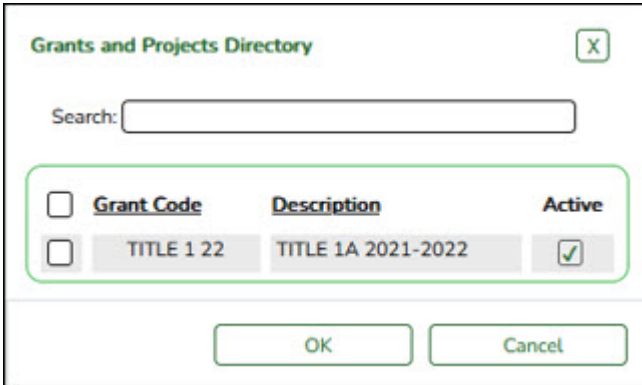 Grants and Projects Directory X
Search:
Grant Code Description Active
TITLE 1 22 TITLE 1A 2021-2022
OK Cancel